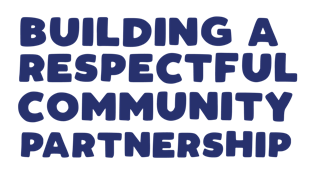 BUILDING A
RESPECTFUL
COMMUNITY
PARTNERSHIP